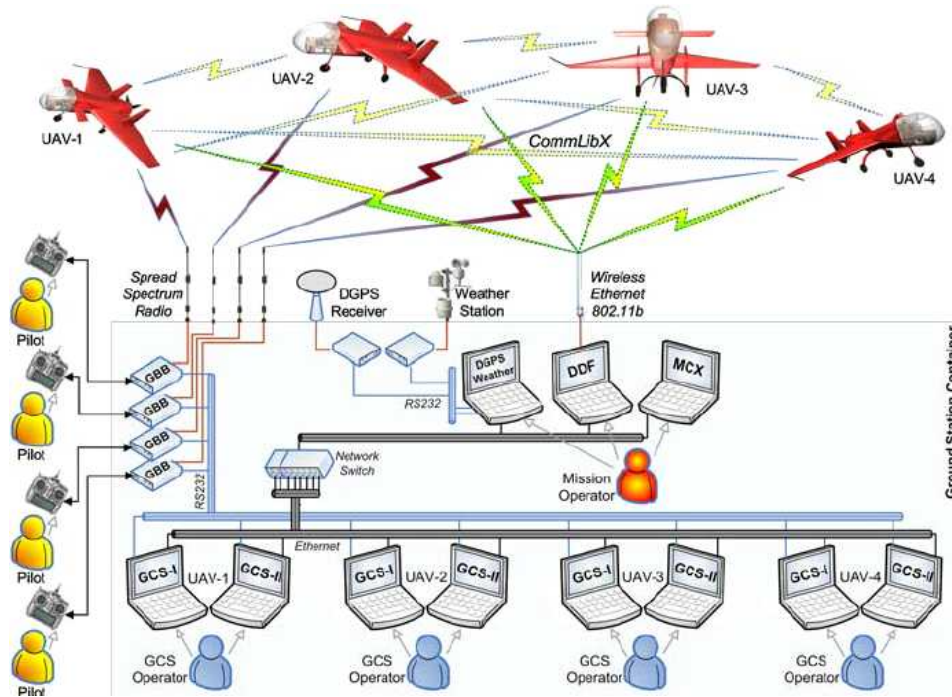 UAV-1
UAV-2
UAV-3
UAV-4
CommLibX
Spread
Spectrum
Radio
DGPS
Receiver
Weather
Station
Wireless
Ethernet
802.11b
Pilot
Pilot
Pilot
Pilot
GBB
GBB
GBB
GBB
RS232
RS232
DGPS
Weather
DDF
MCX
Network
Switch
Mission
Operator
Ground Station Container
Ethernet
GCS-I
UAV-1
GCS-II
GCS-I
UAV-2
GCS-II
GCS-I
UAV-3
GCS-II
GCS-I
UAV-4
GCS-II
GCS
Operator
GCS
Operator
GCS
Operator
GCS
Operator